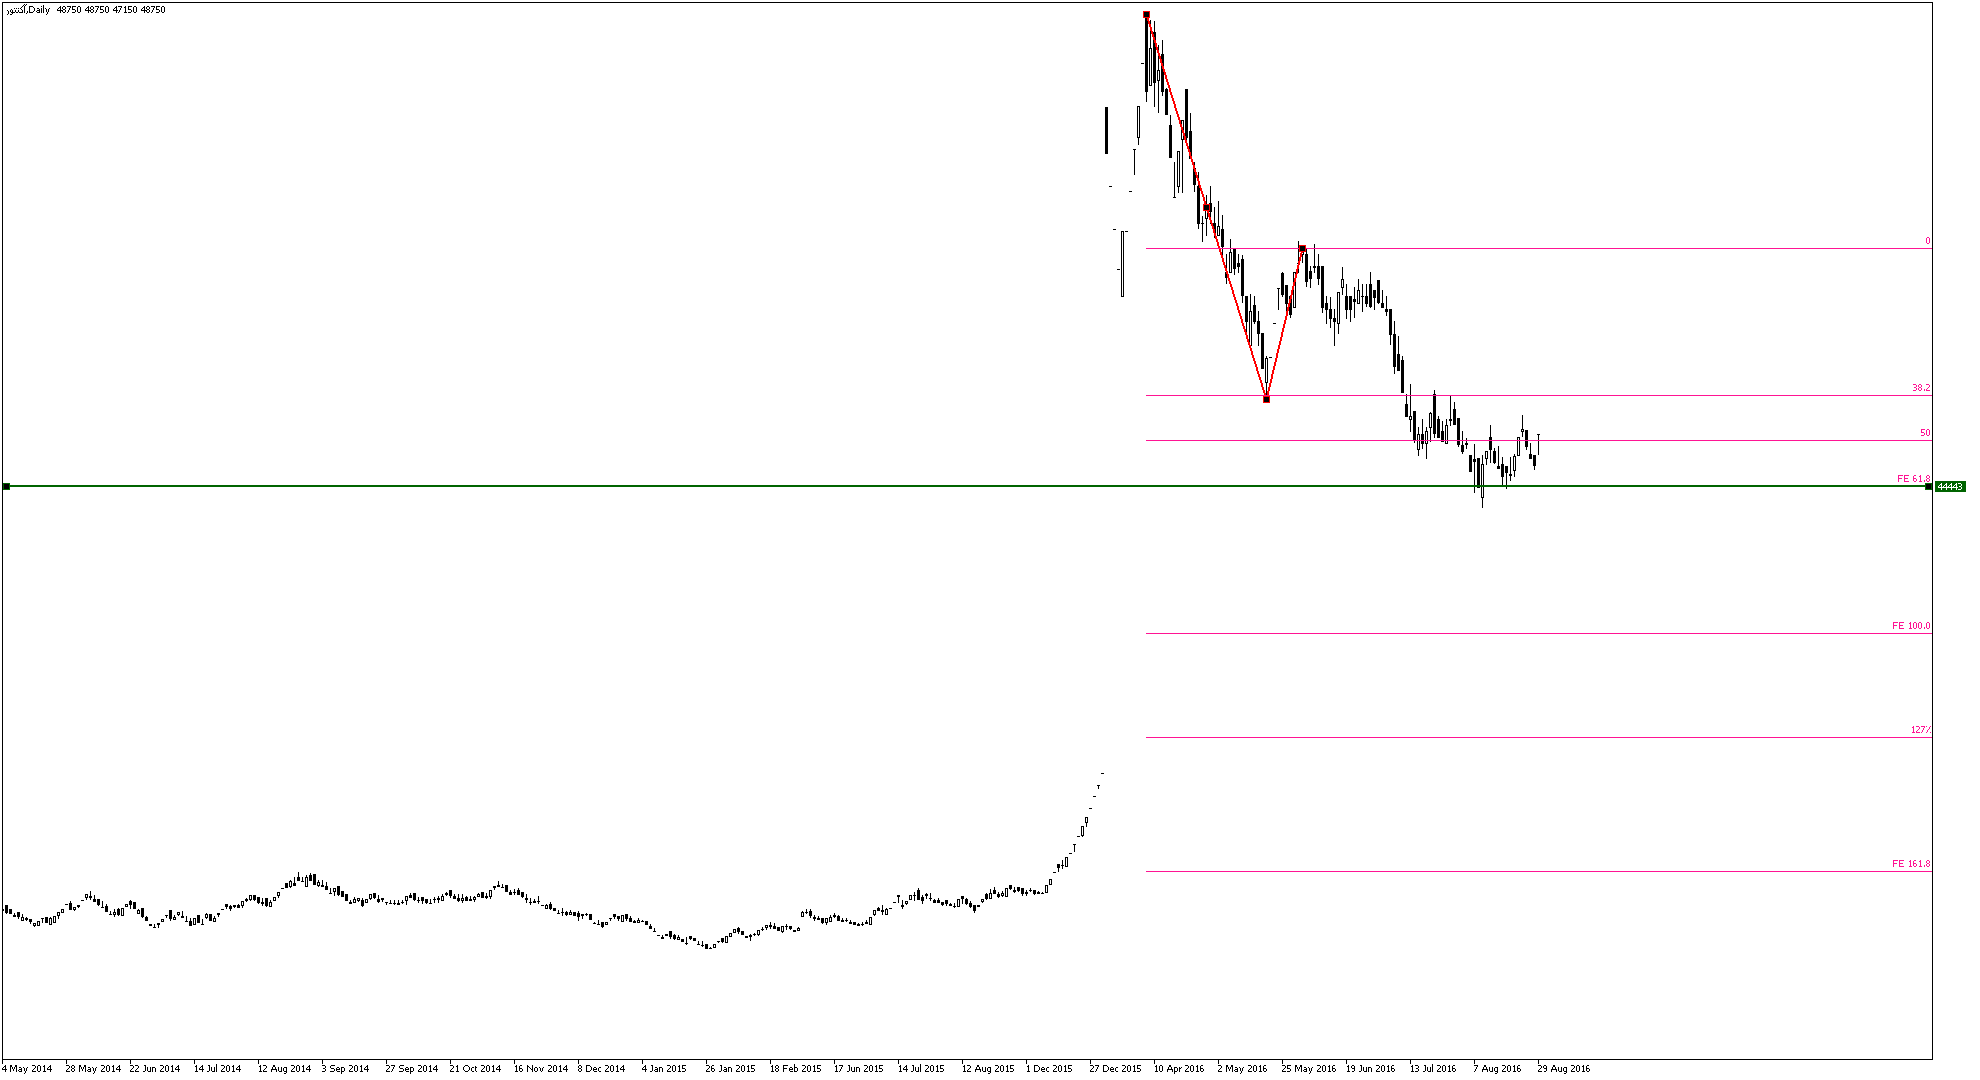 آکنتور,Daily 48750 48750 47150 48750
0
38.2
50
FE 61.8
44443
FE 100.0
127%
FE 161.8
4 May 2014 28 May 2014 22 Jun 2014 14 Jul 2014 12 Aug 2014 3 Sep 2014 27 Sep 2014 21 Oct 2014 16 Nov 2014 8 Dec 2014 4 Jan 2015 26 Jan 2015 18 Feb 2015 17 Jun 2015 14 Jul 2015 12 Aug 2015 1 Dec 2015 27 Dec 2015 10 Apr 2016 2 May 2016 25 May 2016 19 Jun 2016 13 Jul 2016 7 Aug 2016 29 Aug 2016